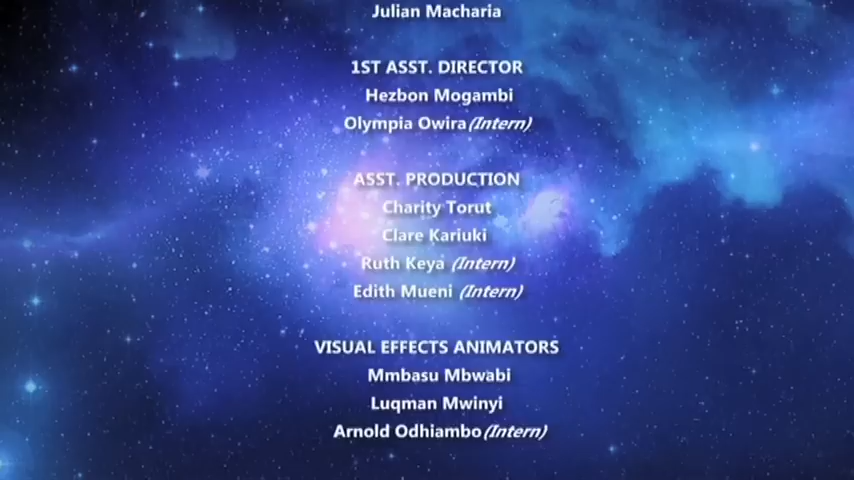 Julian Macharia
1ST ASST. DIRECTOR
Hezbon Mogambi
Olympia Owira (Intern)
ASST. PRODUCTION
Charity Torut
Clare Kariuki
Ruth Keya (Intern)
Edith Mueni (Intern)
VISUAL EFFECTS ANIMATORS
Mmbasu Mbwabi
Luqman Mwinyi
Arnold Odhiambo (Intern)